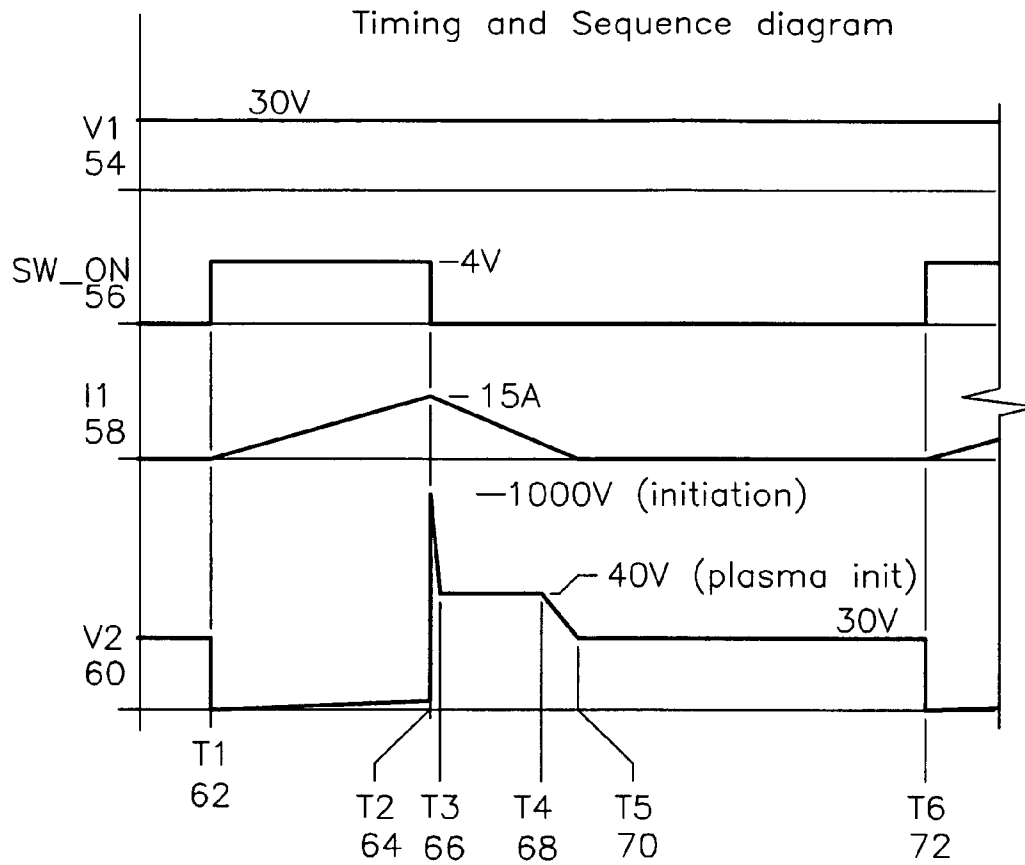 Timing and Sequence diagram
30V
V1
54
SW_ON
56
-4V
I1
58
-15A
-1000V (initiation)
-40V (plasma init)
30V
V2
60
T1
62
T2
64
T3
66
T4
68
T5
70
T6
72